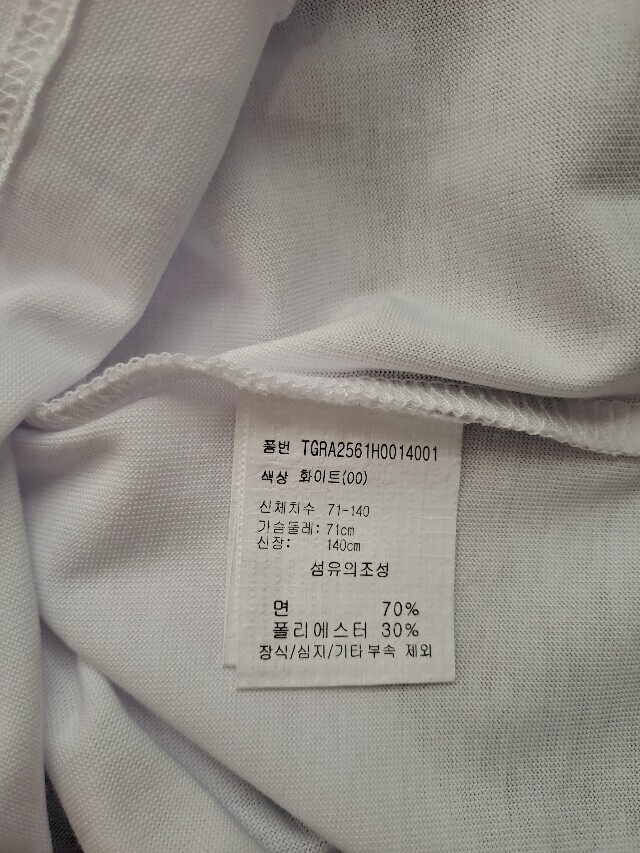 품번 TGRA2561H0014001
색상 화이트(00)
신체치수 71-140
가슴둘레: 71cm
신장: 140cm
섬유의조성
면 70%
폴리에스터 30%
장식/심지/기타 부속 제외